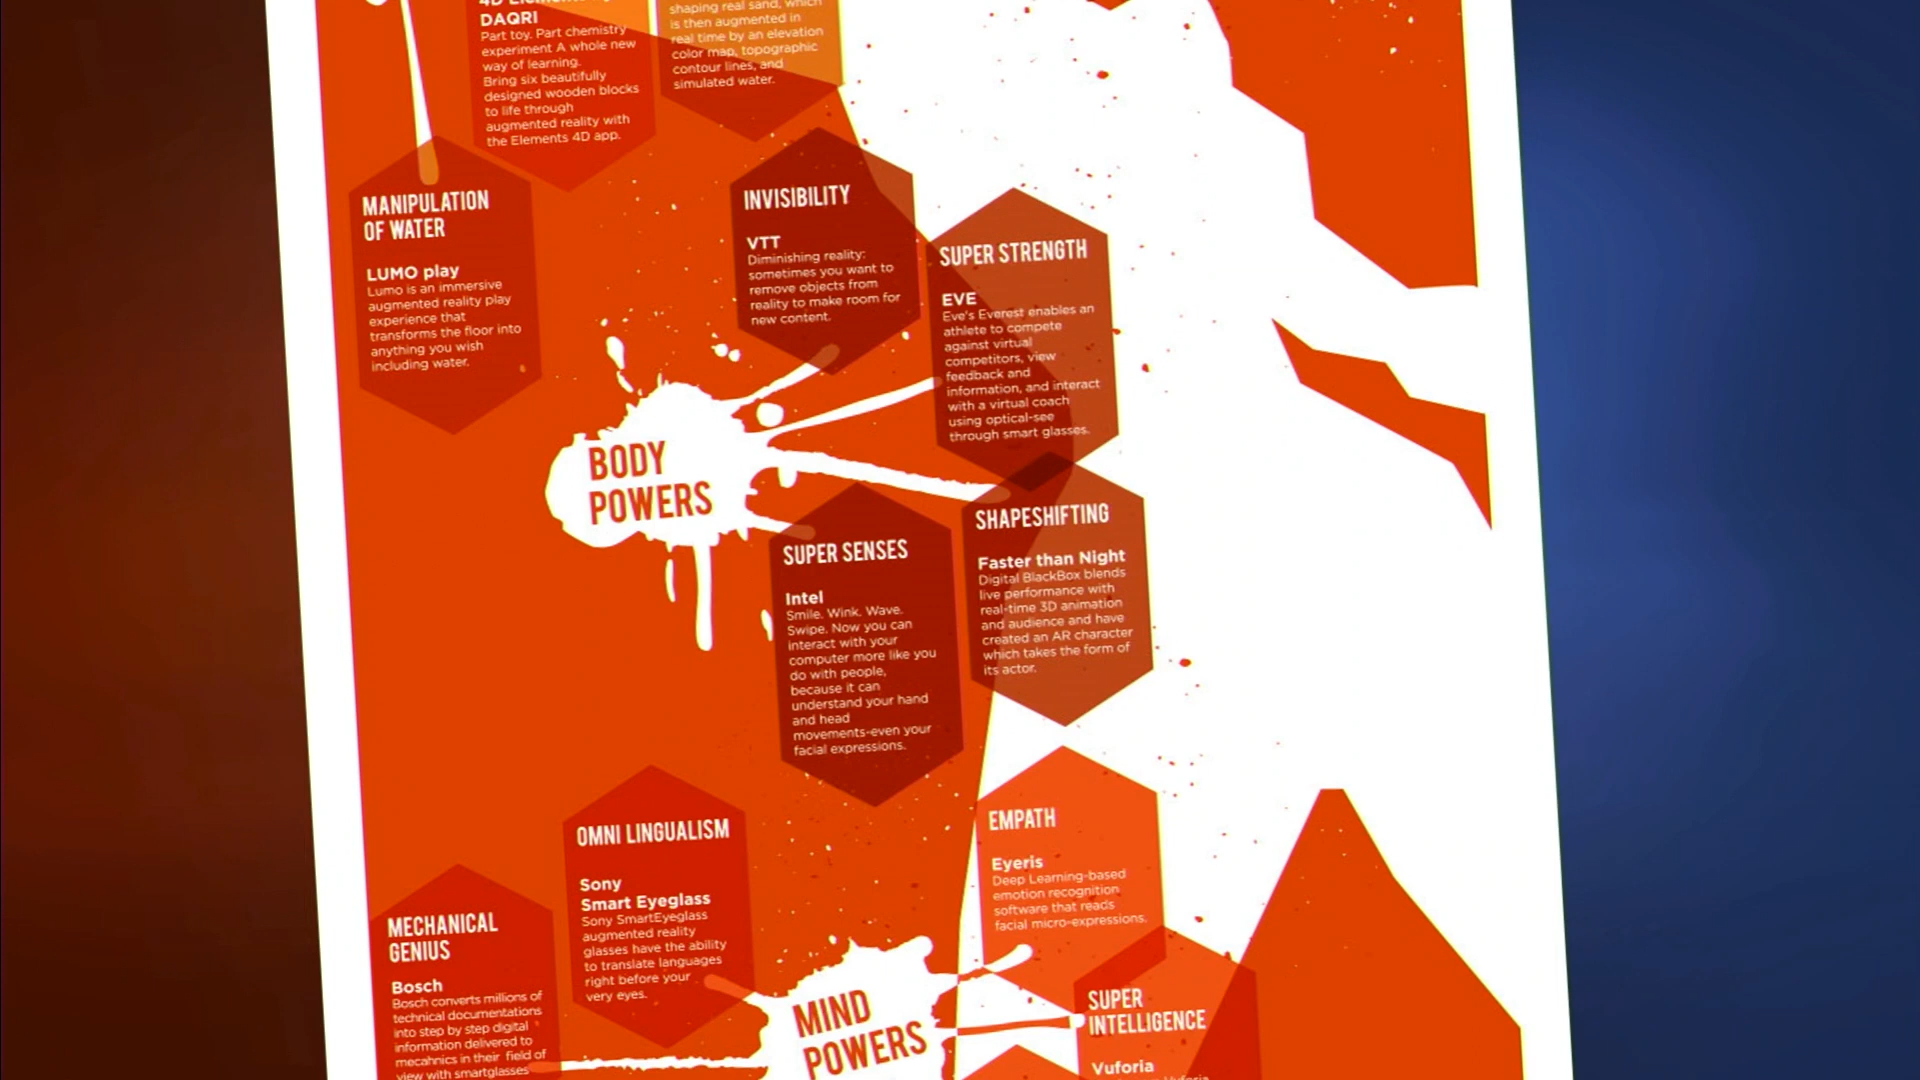 DAQRI
Part toy. Part chemistry
experiment A whole new
way of learning.
Bring six beautifully
designed wooden blocks
to life through
augmented reality with
the Elements 4D app.
shaping real sand, which
is then augmented in
real time by an elevation
color map, topographic
contour lines, and
simulated water.
MANIPULATION
OF WATER
LUMO play
Lumo is an immersive
augmented reality play
experience that
transforms the floor into
anything you wish
including water.
INVISIBILITY
VTT
Diminishing reality:
sometimes you want to
remove objects from
reality to make room for
new content.
SUPER STRENGTH
EVE
Eve's Everest enables an
athlete to compete
against virtual
competitors, view
feedback and
information, and interact
with a virtual coach
using optical-see
through smart glasses.
BODY
POWERS
SUPER SENSES
Intel
Smile. Wink. Wave.
Swipe. Now you can
interact with your
computer more like you
do with people,
because it can
understand your hand
and head
movements-even your
facial expressions.
SHAPESHIFTING
Faster than Night
Digital BlackBox blends
live performance with
real-time 3D animation
and audience and have
created an AR character
which takes the form of
its actor.
OMNI LINGUALISM
Sony
Smart Eyeglass
Sony SmartEyeglass
augmented reality
glasses have the ability
to translate languages
right before your
very eyes.
EMPATH
Eyeris
Deep Learning-based
emotion recognition
software that reads
facial micro-expressions.
MECHANICAL
GENIUS
Bosch
Bosch converts millions of
technical documentations
into step by step digital
information delivered to
mecahnics in their field of
view with smartglasses
MIND
POWERS
SUPER
INTELLIGENCE
Vuforia